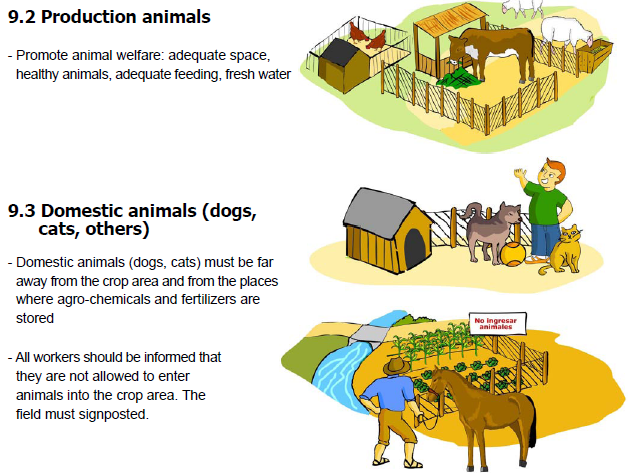 9.2 Production animals
- Promote animal welfare: adequate space,
healthy animals, adequate feeding, fresh water
9.3 Domestic animals (dogs,
cats, others)
- Domestic animals (dogs, cats) must be far
away from the crop area and from the places
where agro-chemicals and fertilizers are
stored
No ingresar
animales
- All workers should be informed that
they are not allowed to enter
animals into the crop area. The
field must signposted.